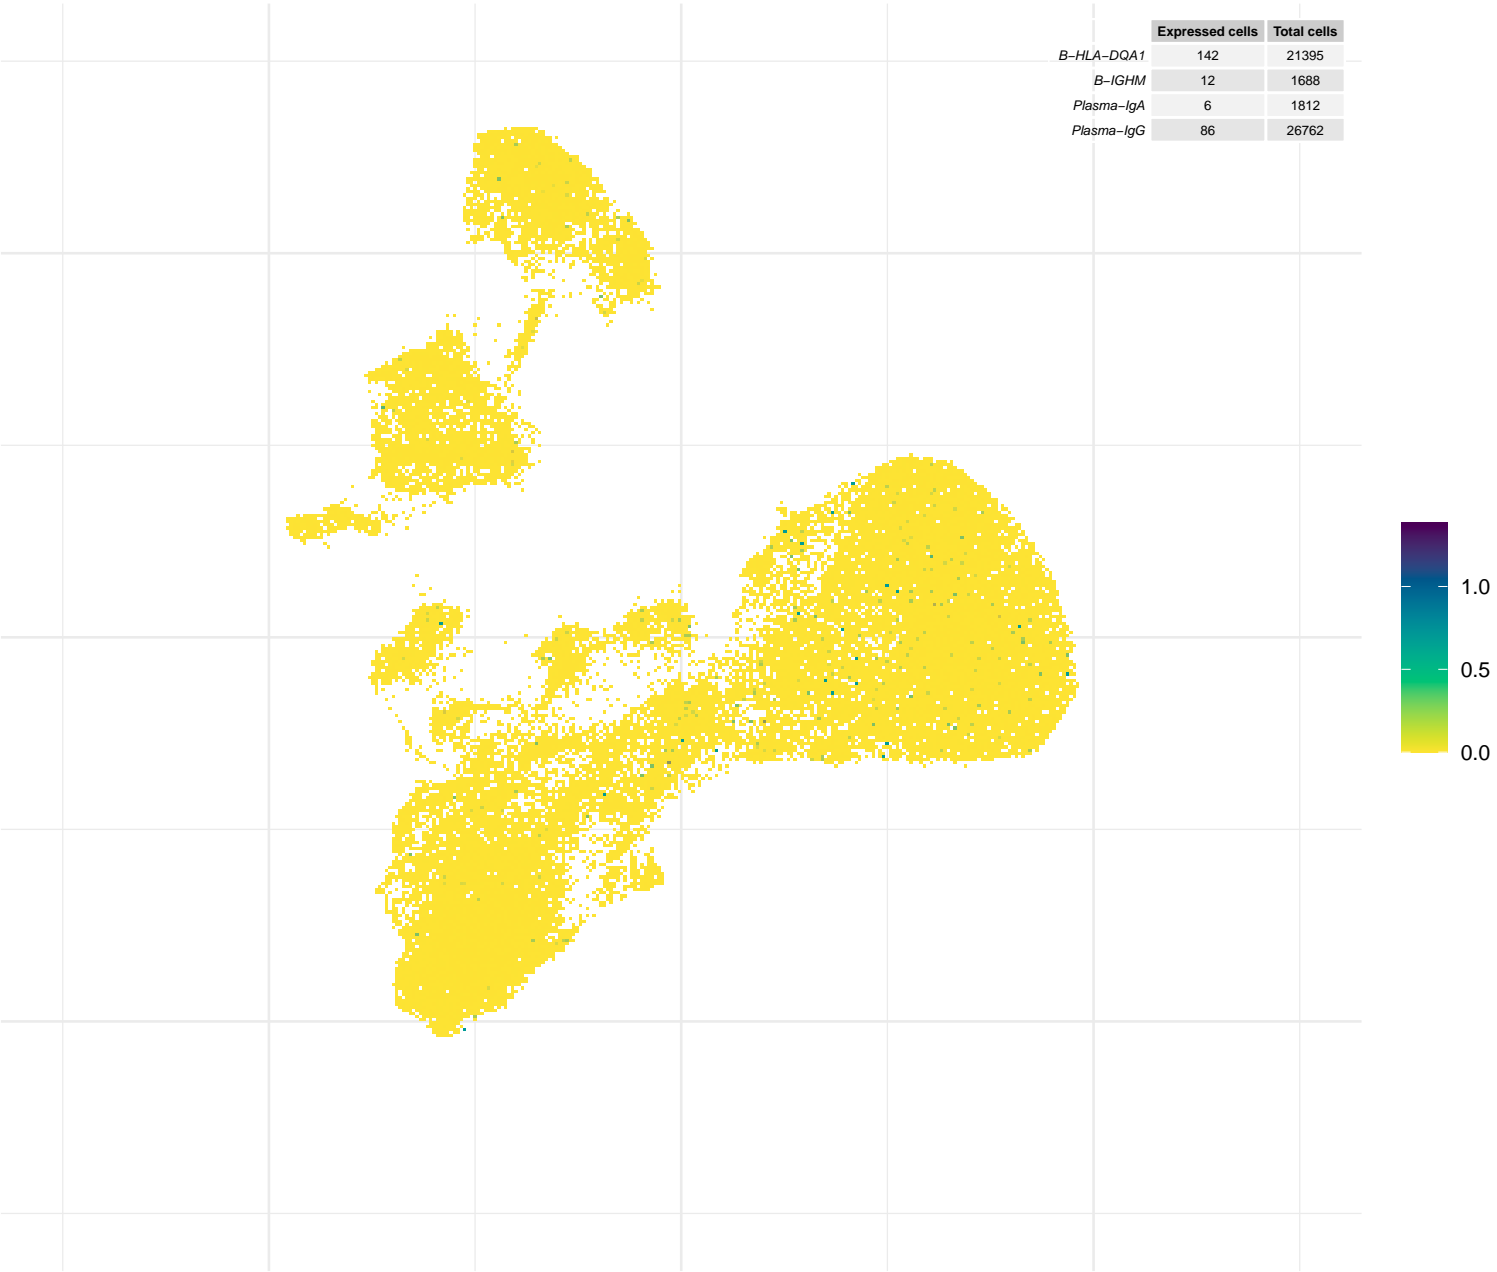 Expressed cells Total cells
B−HLA−DQA1 142 21395
B−IGHM 12 1688
Plasma−IgA 6 1812
Plasma−IgG 86 26762
1.0
0.5
0.0